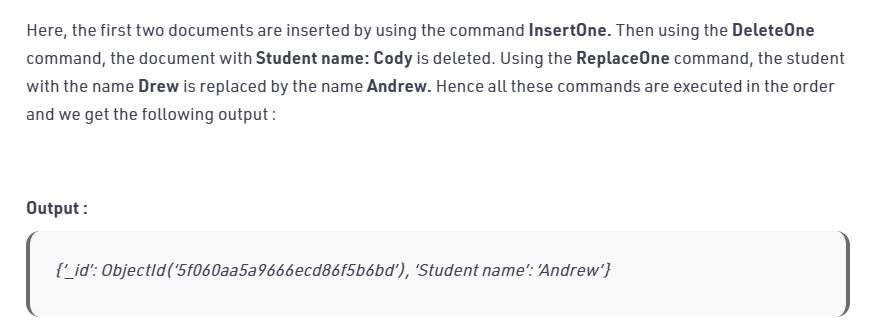 Here, the first two documents are inserted by using the command InsertOne. Then using the DeleteOne
command, the document with Student name: Cody is deleted. Using the ReplaceOne command, the student
with the name Drew is replaced by the name Andrew. Hence all these commands are executed in the order
and we get the following output :
Output :
{‘_id’: ObjectId(‘5f060aa5a9666ecd86f5b6bd’), ‘Student name’: ‘Andrew’}